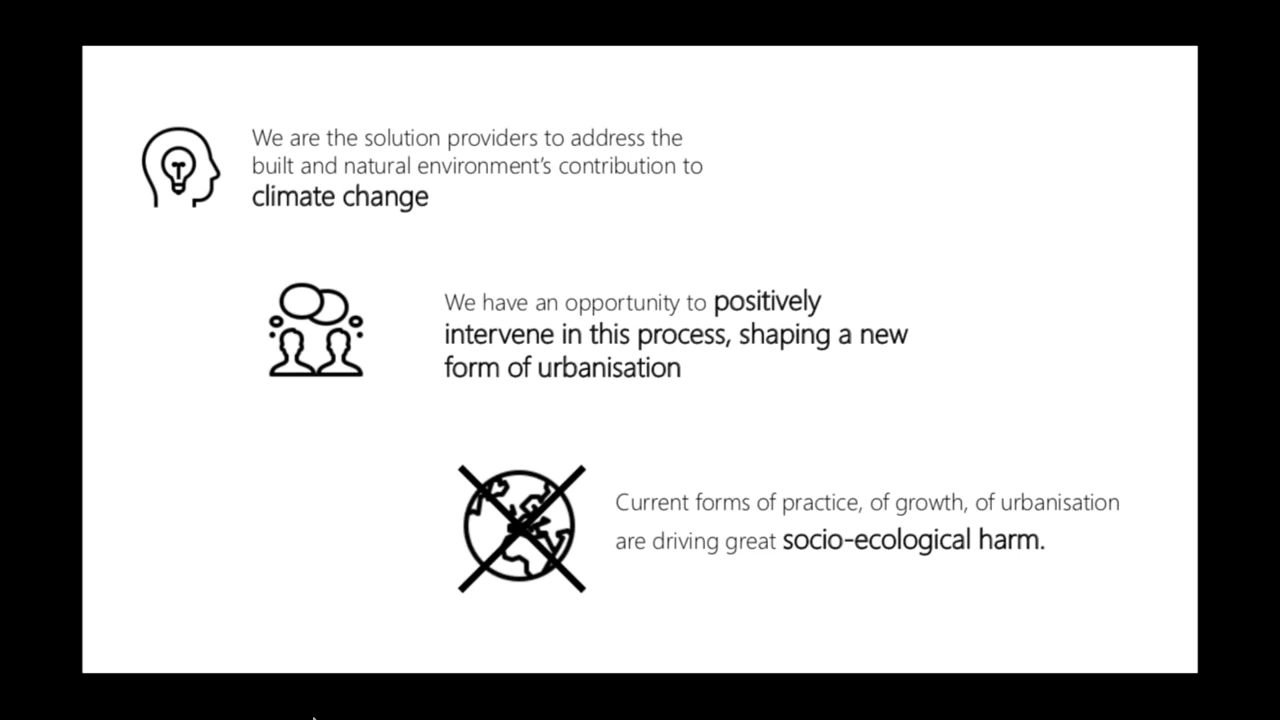 We are the solution providers to address the
built and natural environment's contribution to
climate change
We have an opportunity to positively
intervene in this process, shaping a new
form of urbanisation
Current forms of practice, of growth, of urbanisation
are driving great socio-ecological harm.